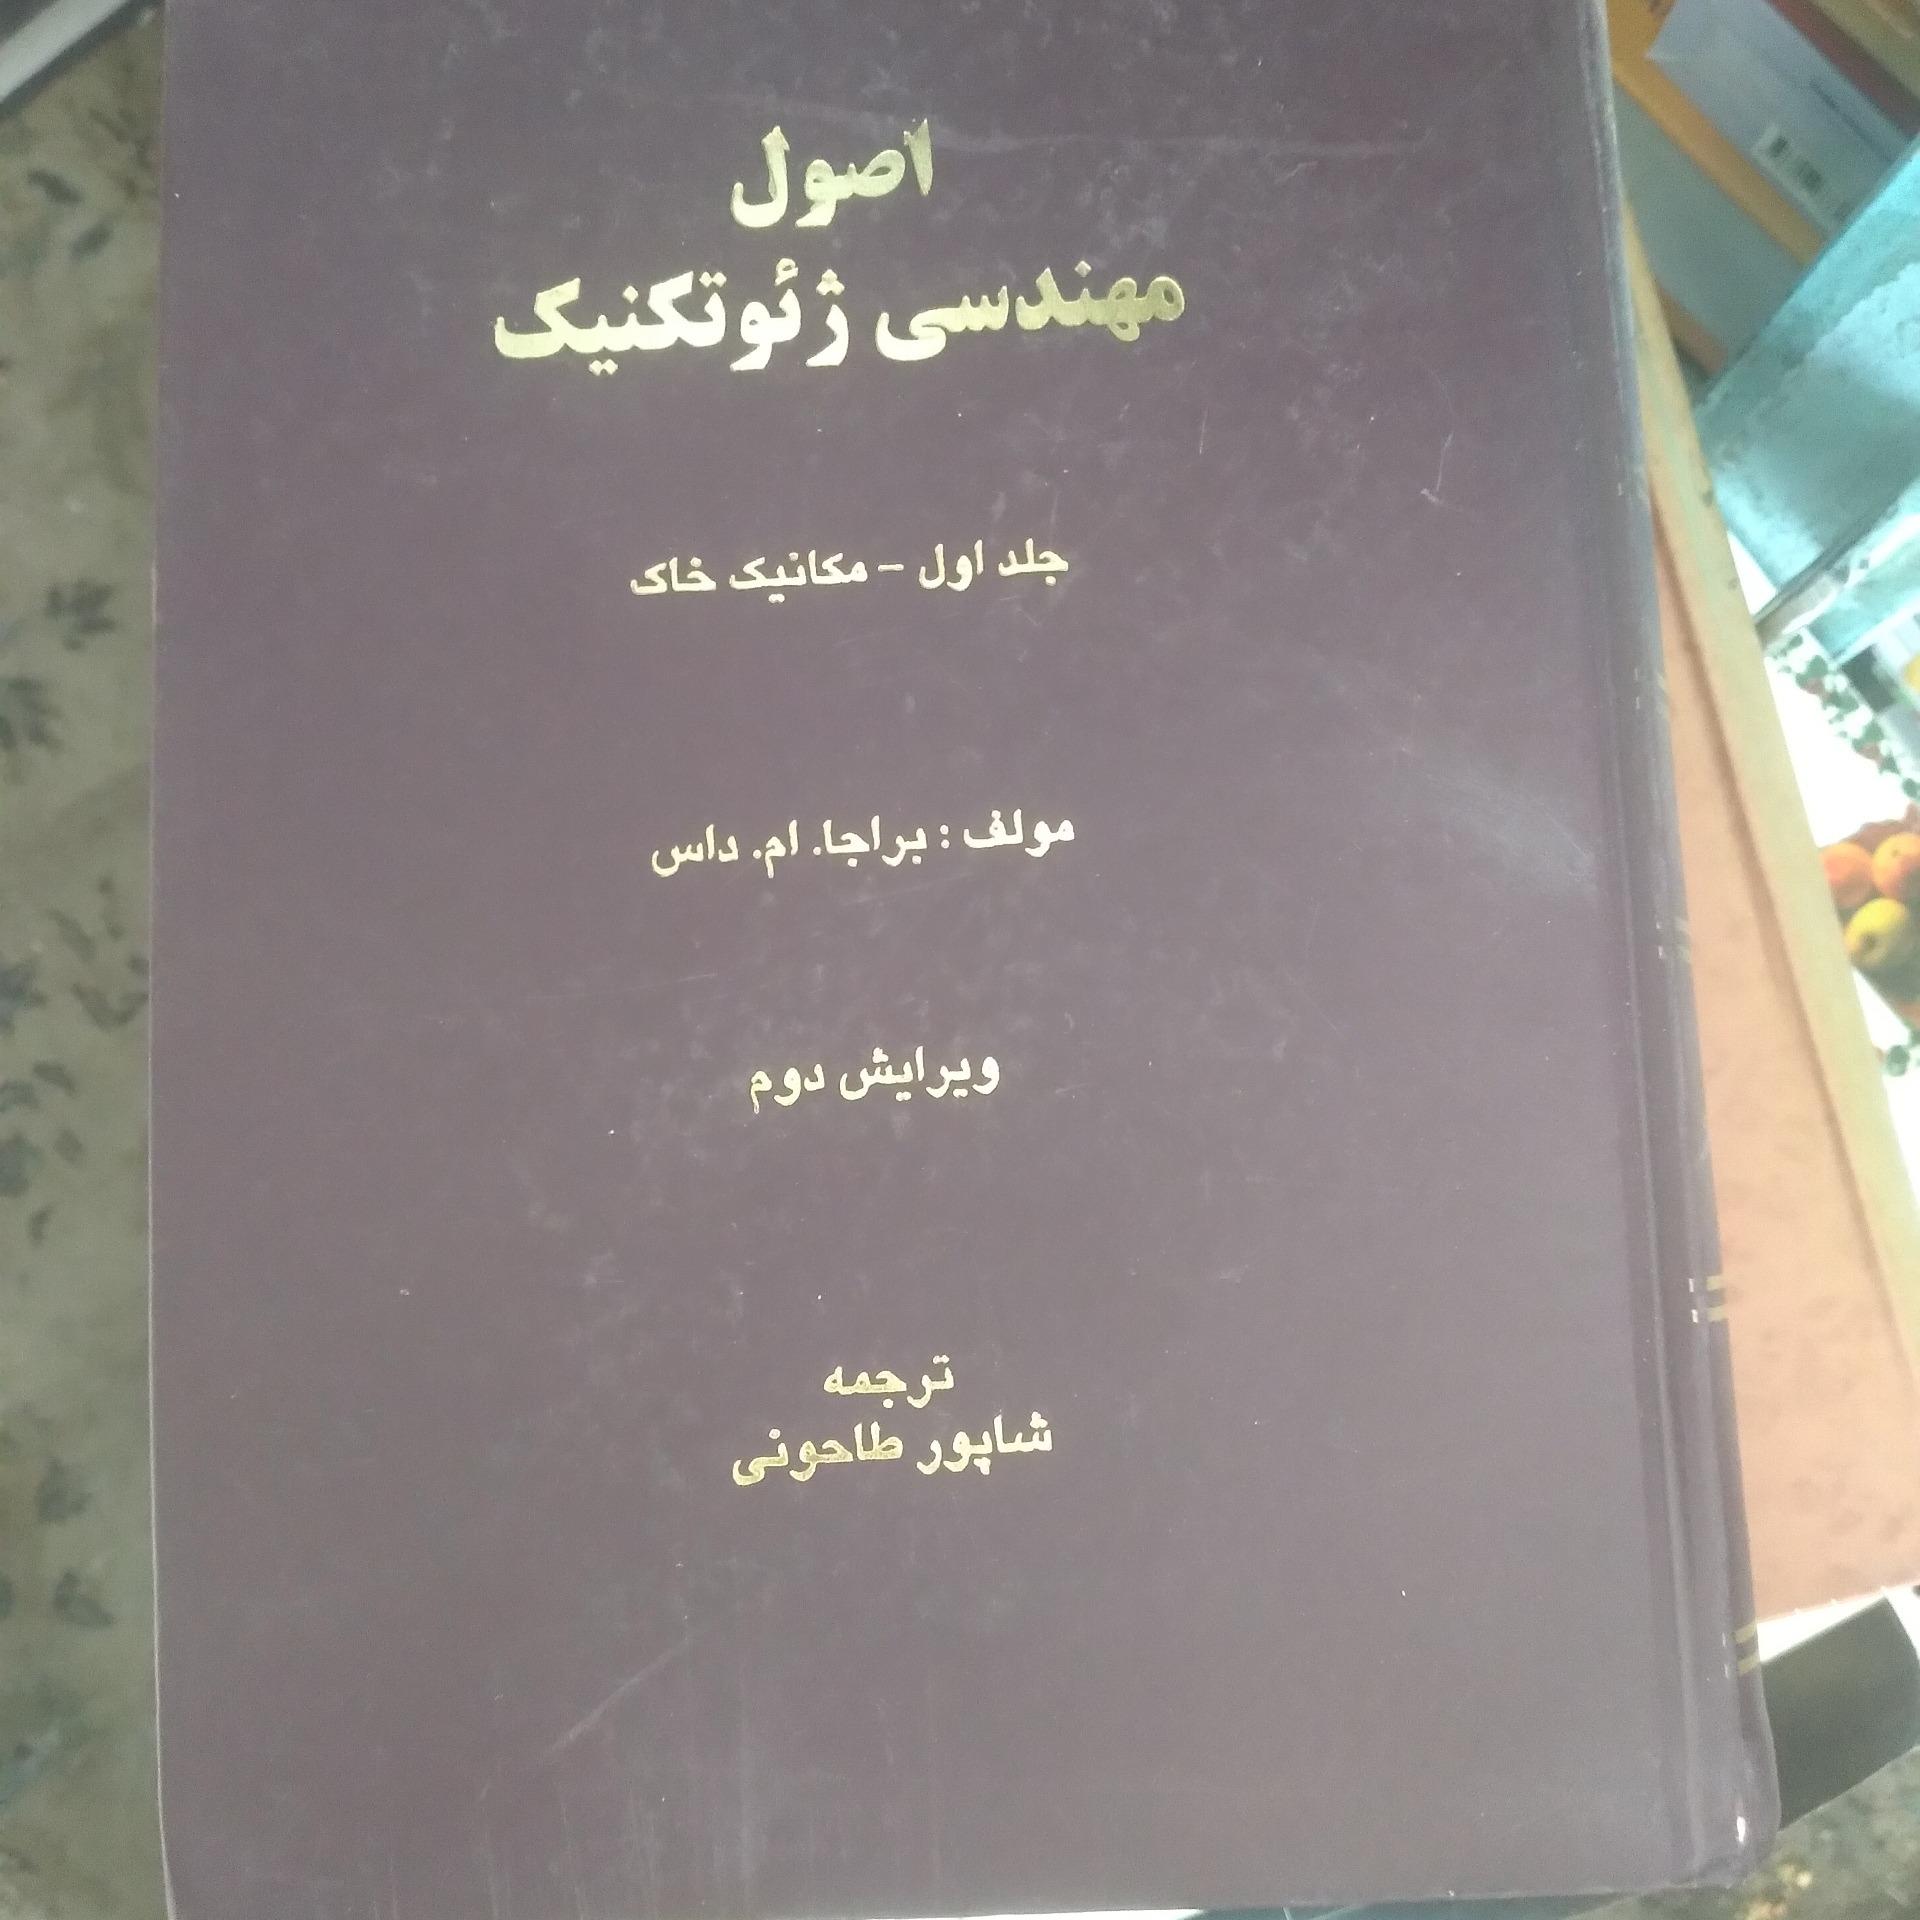 اصول
مهندسی ژئوتکنیک
جلد اول - مکانیک خاک
مولف : براجا. ام. داس
ویرایش دوم
ترجمه
شاپور طاحونی